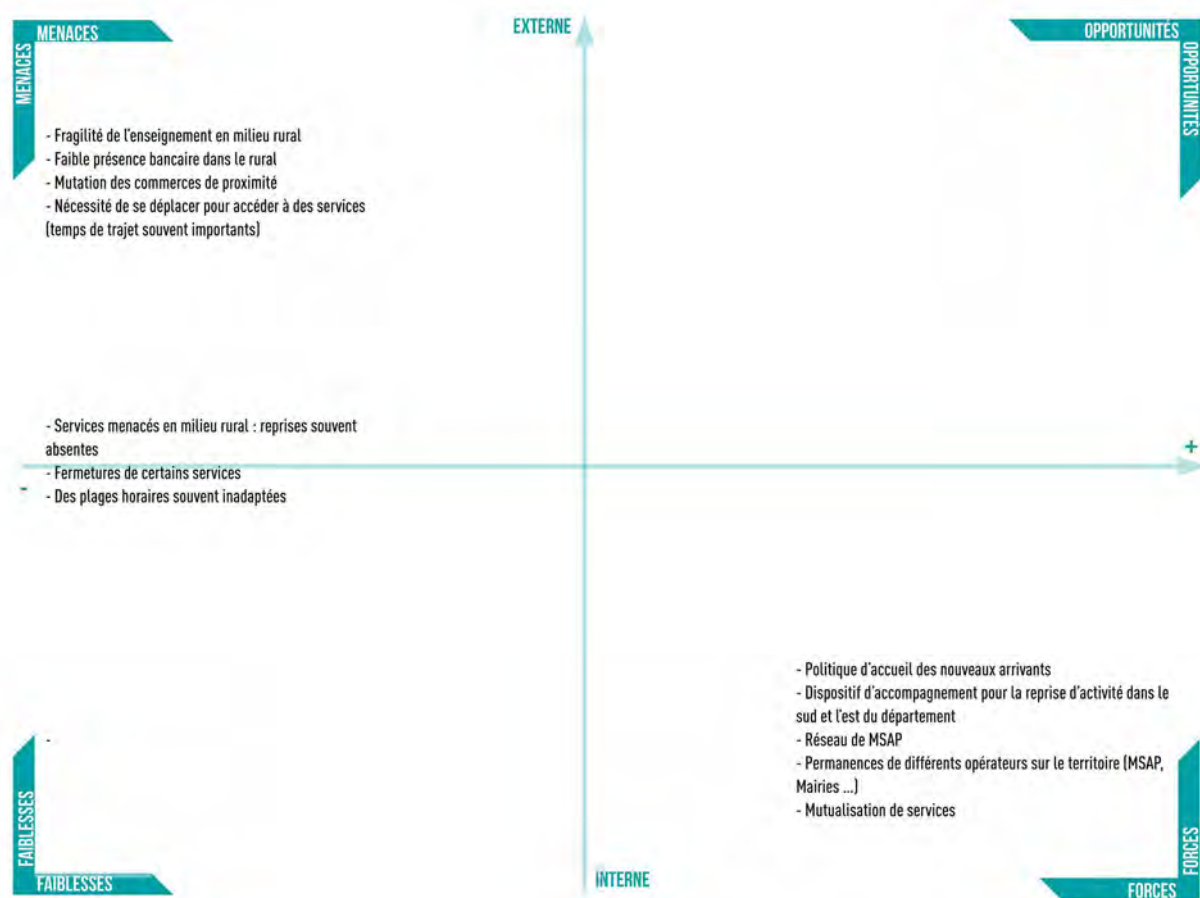 MENACES
MENACES
EXTERNE
OPPORTUNITÉS
OPPORTUNITÉS
- Fragilité de l'enseignement en milieu rural
- Faible présence bancaire dans le rural
- Mutation des commerces de proximité
- Nécessité de se déplacer pour accéder à des services
(temps de trajet souvent importants)
- Services menacés en milieu rural : reprises souvent
absentes
- Fermetures de certains services
- Des plages horaires souvent inadaptées
-
+
- Politique d'accueil des nouveaux arrivants
- Dispositif d'accompagnement pour la reprise d'activité dans le
sud et l'est du département
- Réseau de MSAP
- Permanences de différents opérateurs sur le territoire (MSAP,
Mairies ...)
- Mutualisation de services
-
FAIBLESSES
FAIBLESSES
INTERNE
FORCES
FORCES